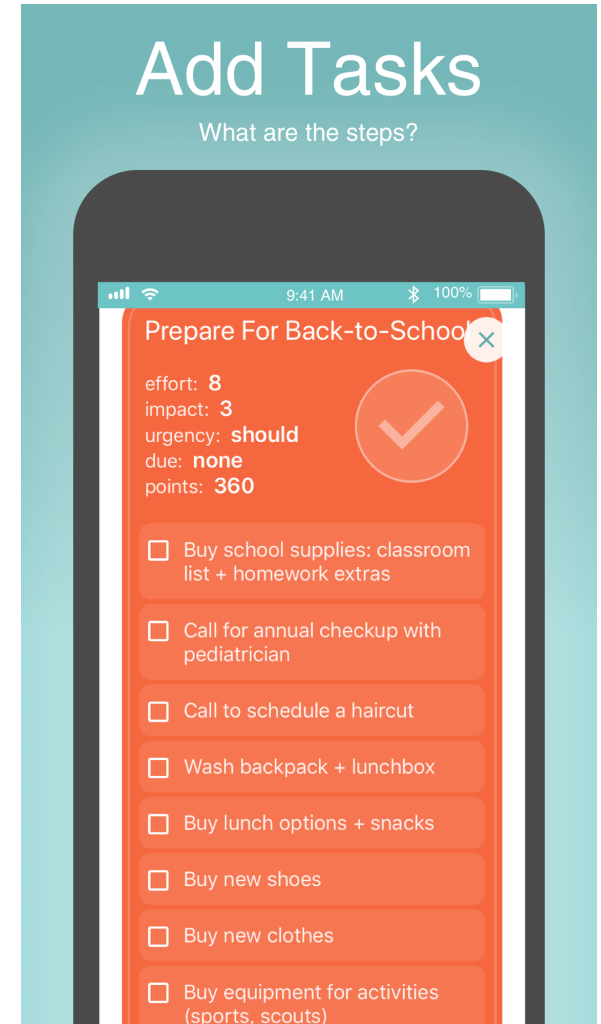 Add Tasks
What are the steps?
9:41 AM 100%
Prepare For Back-to-School
effort: 8
impact: 3
urgency: should
due: none
points: 360
Buy school supplies: classroom
list + homework extras
Call for annual checkup with
pediatrician
Call to schedule a haircut
Wash backpack + lunchbox
Buy lunch options + snacks
Buy new shoes
Buy new clothes
Buy equipment for activities
(sports, scouts)